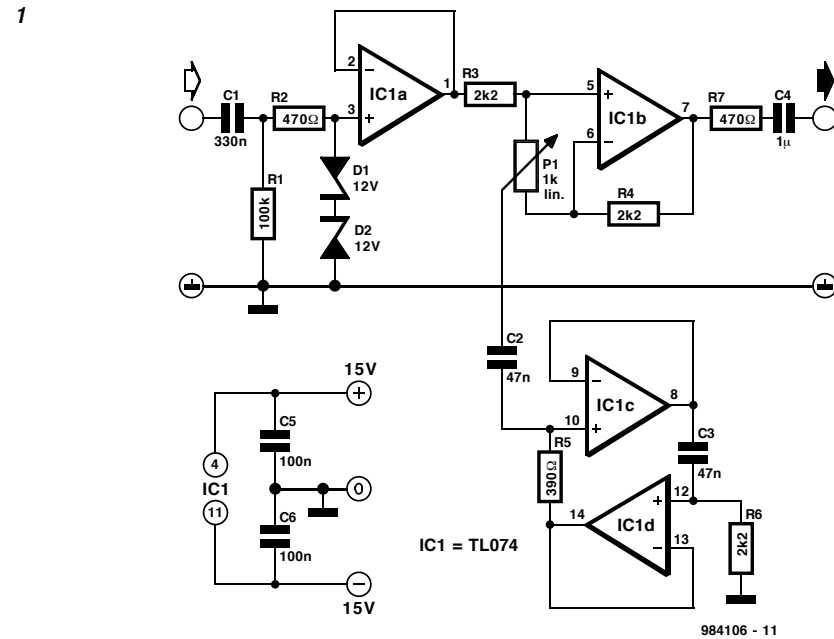 1
C1
330n
R2
470Ω
R1
100k
D1
12V
D2
12V
2
−
3
+
IC1a
1
R3
2k2
P1
1k
lin.
5
+
6
−
IC1b
7
R4
2k2
R7
470Ω
C4
1μ
C2
47n
9
−
10
+
IC1c
8
C3
47n
R5
390Ω
14
IC1d
+
12
−
13
R6
2k2
15V
+
C5
100n
4
IC1
11
0
C6
100n
−
15V
IC1 = TL074
984106 - 11